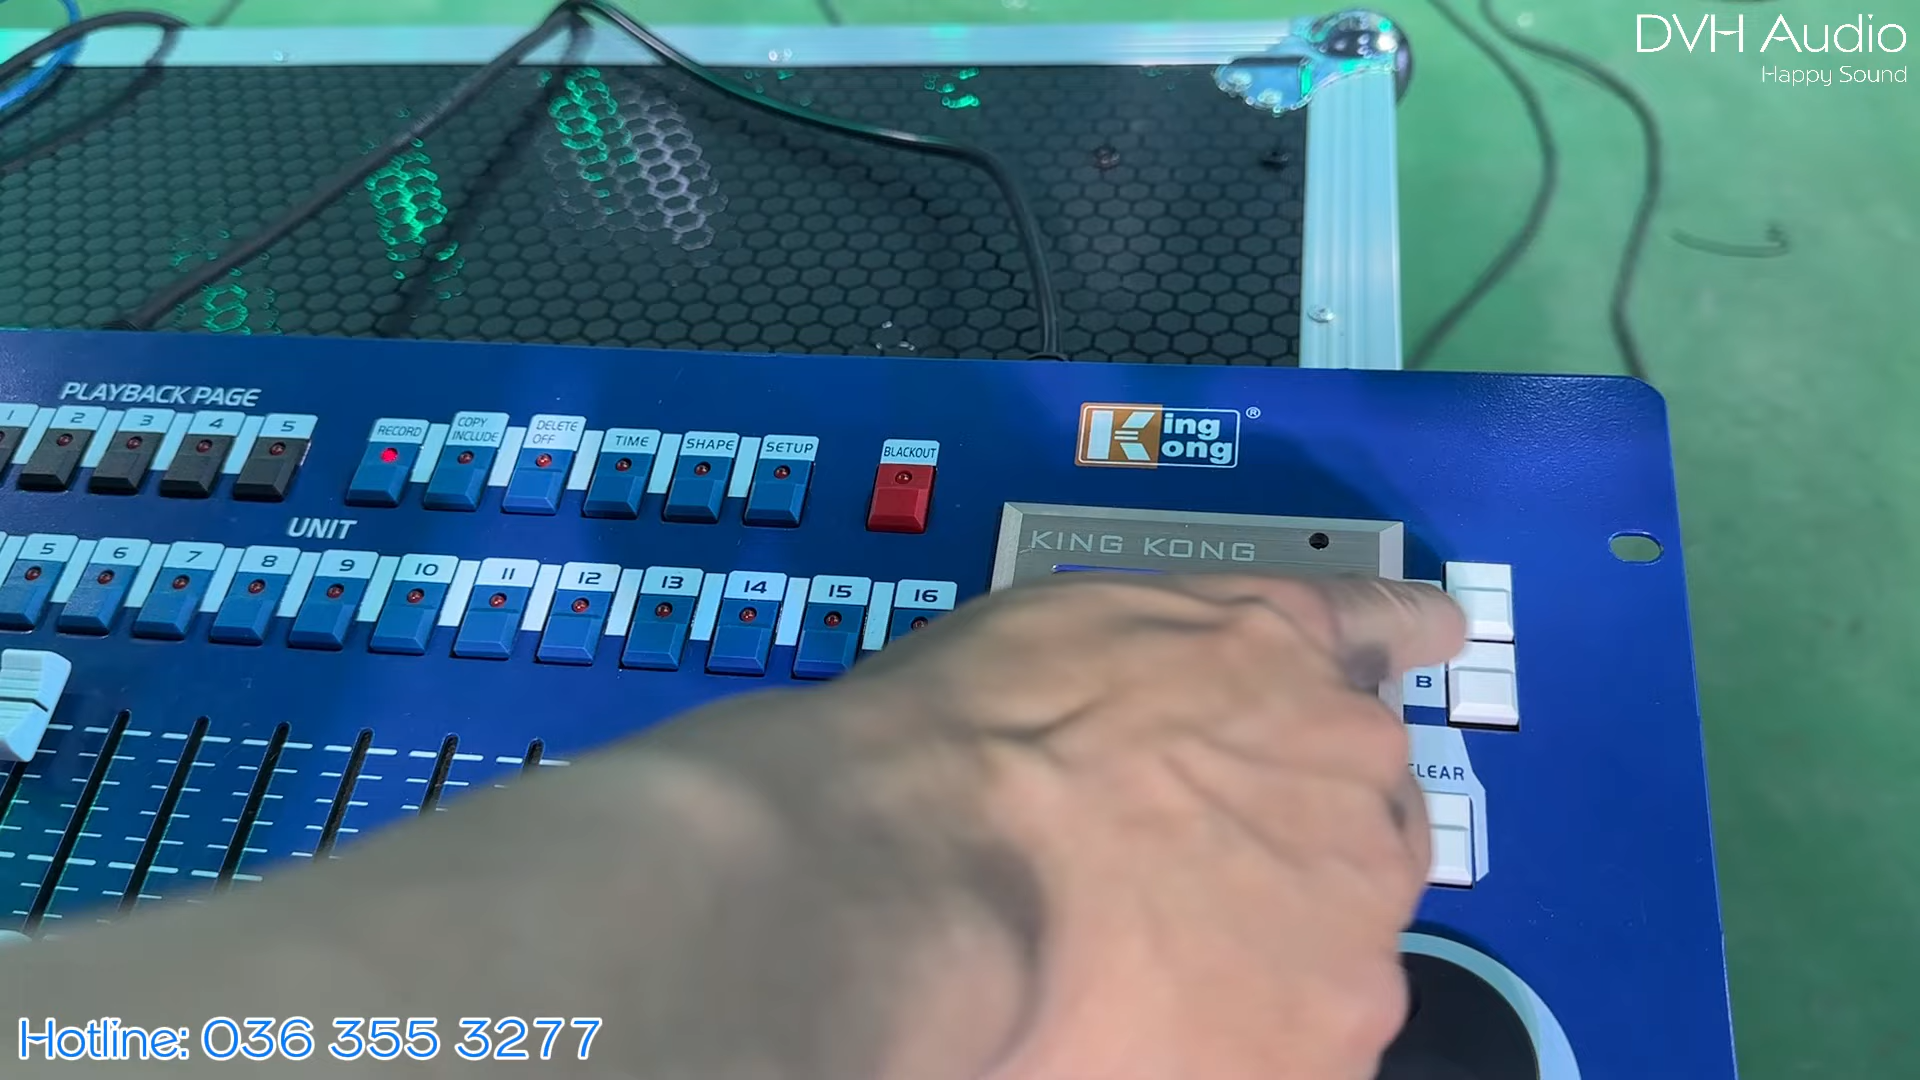 DVH Audio
Happy Sound
PLAYBACK PAGE
1 2 3 4 5
RECORD
COPY
INCLUDE
DELETE
OFF
TIME
SHAPE
SETUP
BLACKOUT
King
Kong ®
UNIT
5 6 7 8 9 10 11 12 13 14 15 16
KING KONG
B
CLEAR
Hotline: 036 355 3277